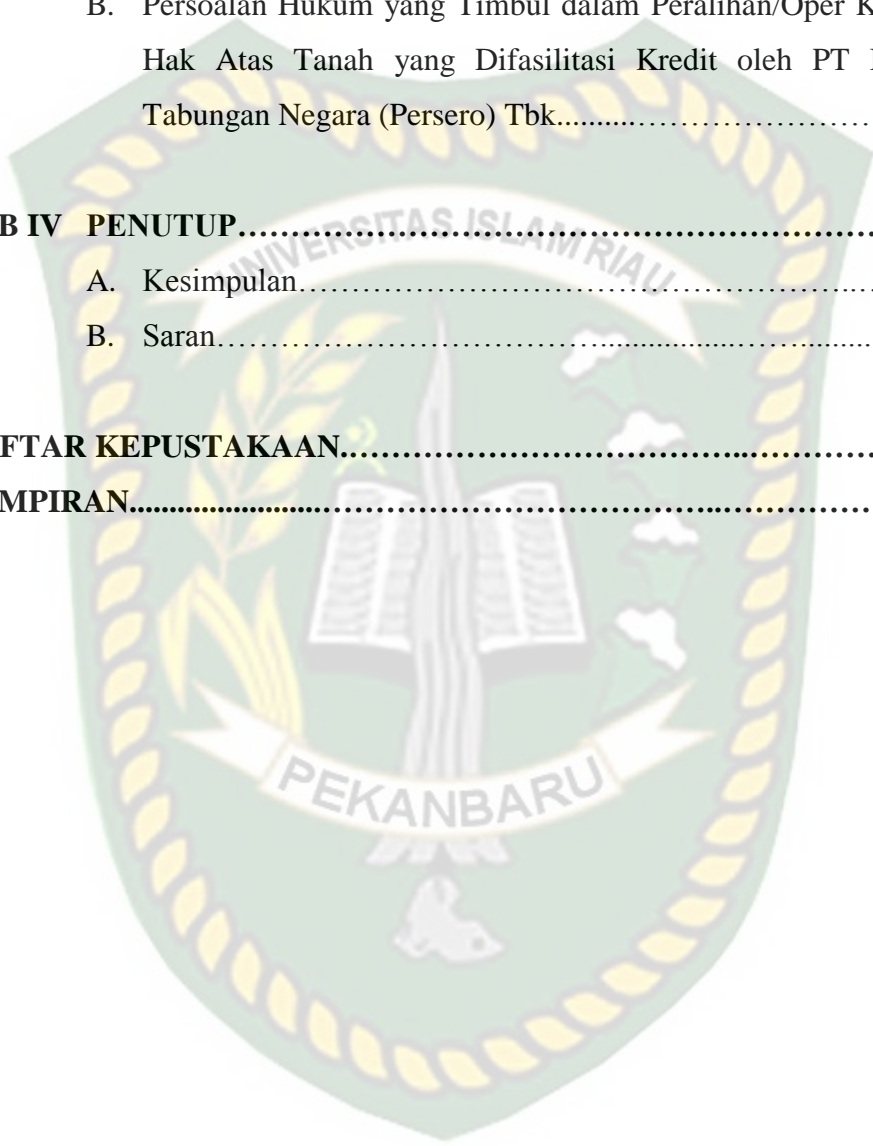 B. Persoalan Hukum yang Timbul dalam Peralihan/Oper K
Hak Atas Tanah yang Difasilitasi Kredit oleh PT
Tabungan Negara (Persero) Tbk..........……………………
B IV PENUTUP………………………………………………………
A. Kesimpulan……………………………………………………
B. Saran……………………………….................……..........
FTAR KEPUSTAKAAN.………………………………...…………
MPIRAN........................…………………………………..……………
UNIVERSITAS ISLAM RIAU
PEKANBARU